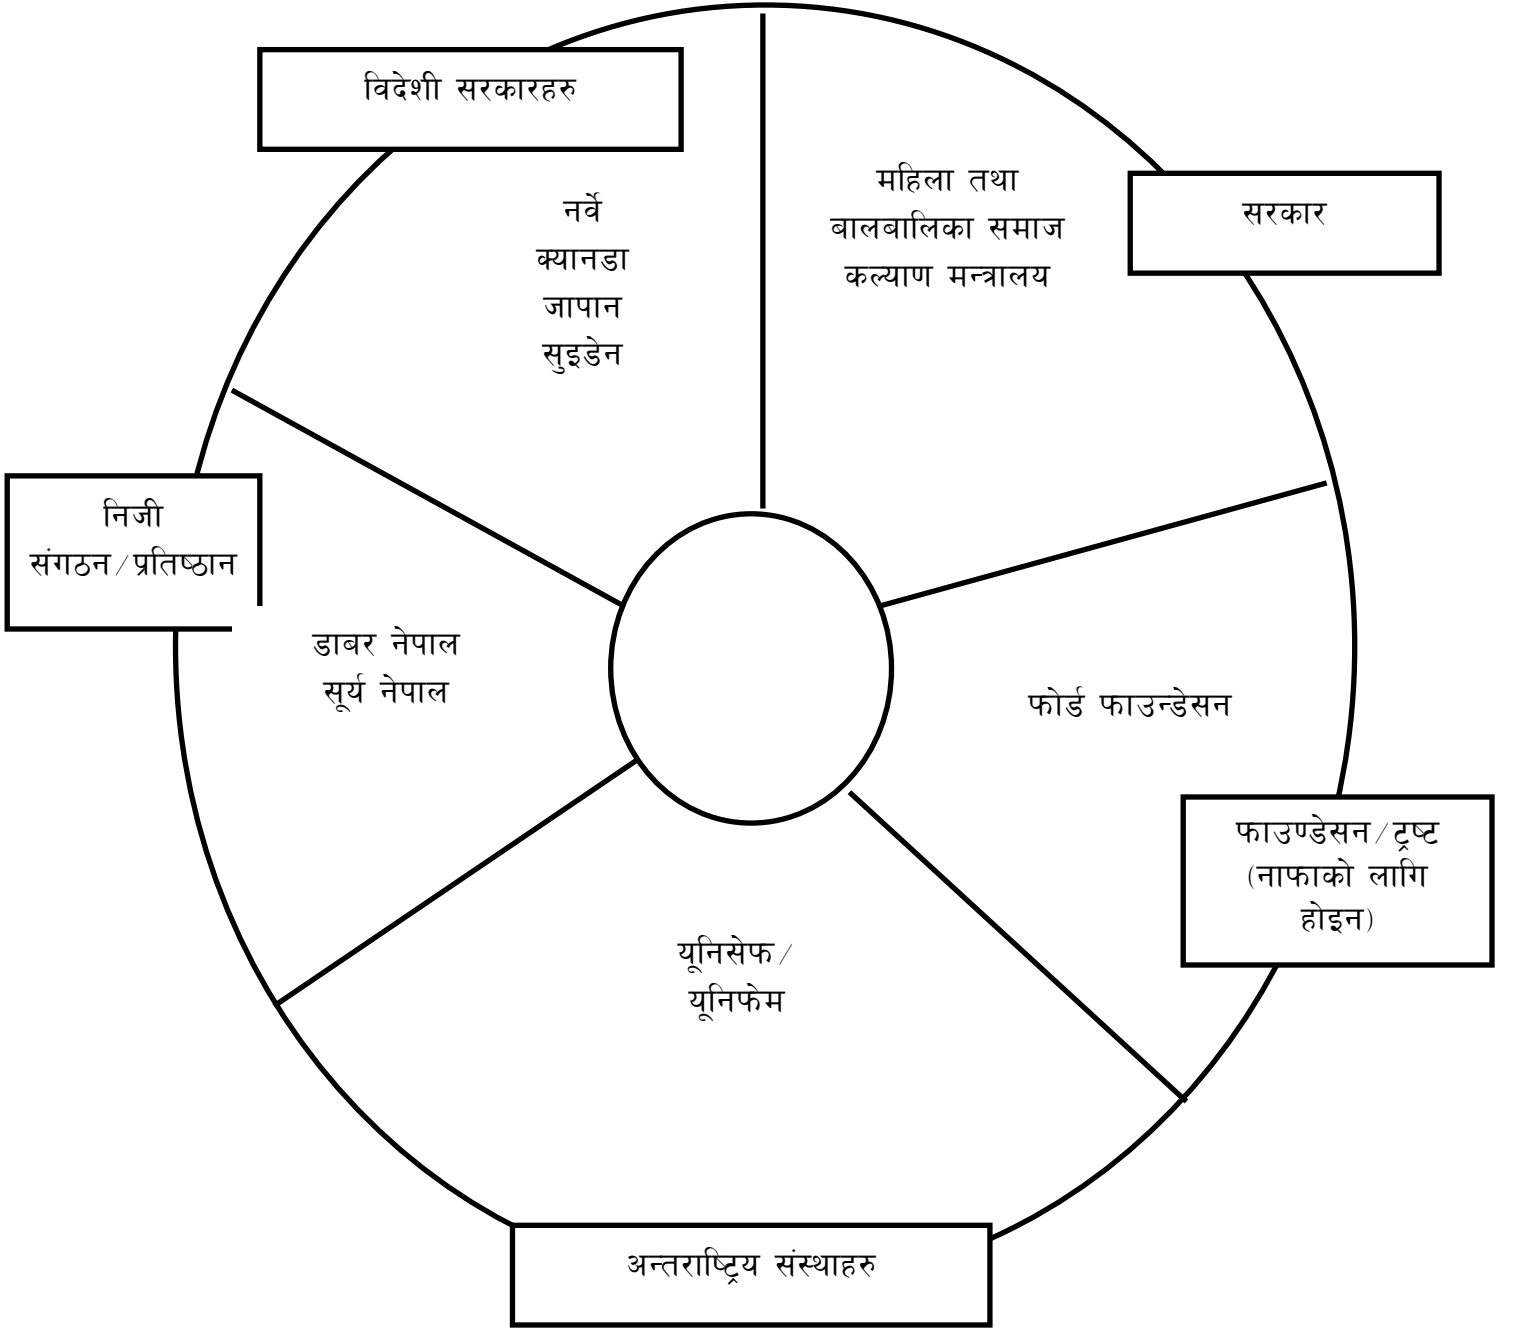 विदेशी सरकारहरु
महिला तथा
बालबालिका समाज
कल्याण मन्त्रालय
सरकार
नर्वे
क्यानडा
जापान
सुइडेन
निजी
संगठन/प्रतिष्ठान
डाबर नेपाल
सूर्य नेपाल
फोर्ड फाउन्डेसन
फाउण्डेसन/ट्रष्ट
(नाफाको लागि
होइन)
यूनिसेफ/
यूनिफेम
अन्तराष्ट्रिय संस्थाहरु